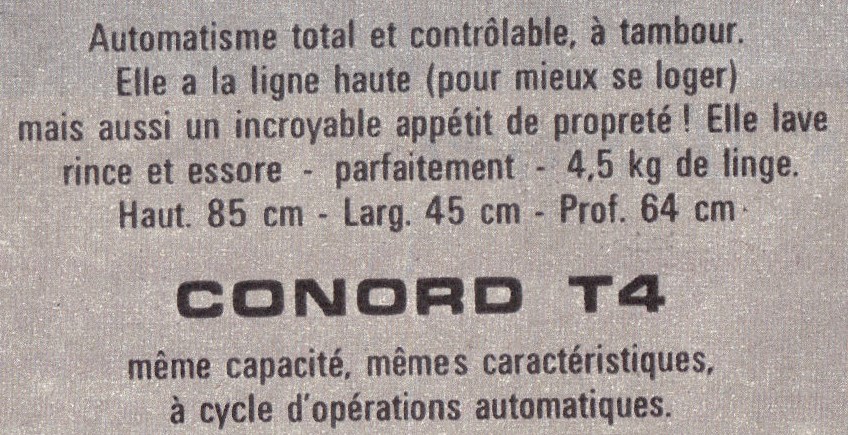 Automatisme total et contrôlable, à tambour.
Elle a la ligne haute (pour mieux se loger)
mais aussi un incroyable appétit de propreté ! Elle lave
rince et essore - parfaitement - 4,5 kg de linge.
Haut. 85 cm - Larg. 45 cm - Prof. 64 cm
CONORD T4
même capacité, mêmes caractéristiques,
à cycle d'opérations automatiques.